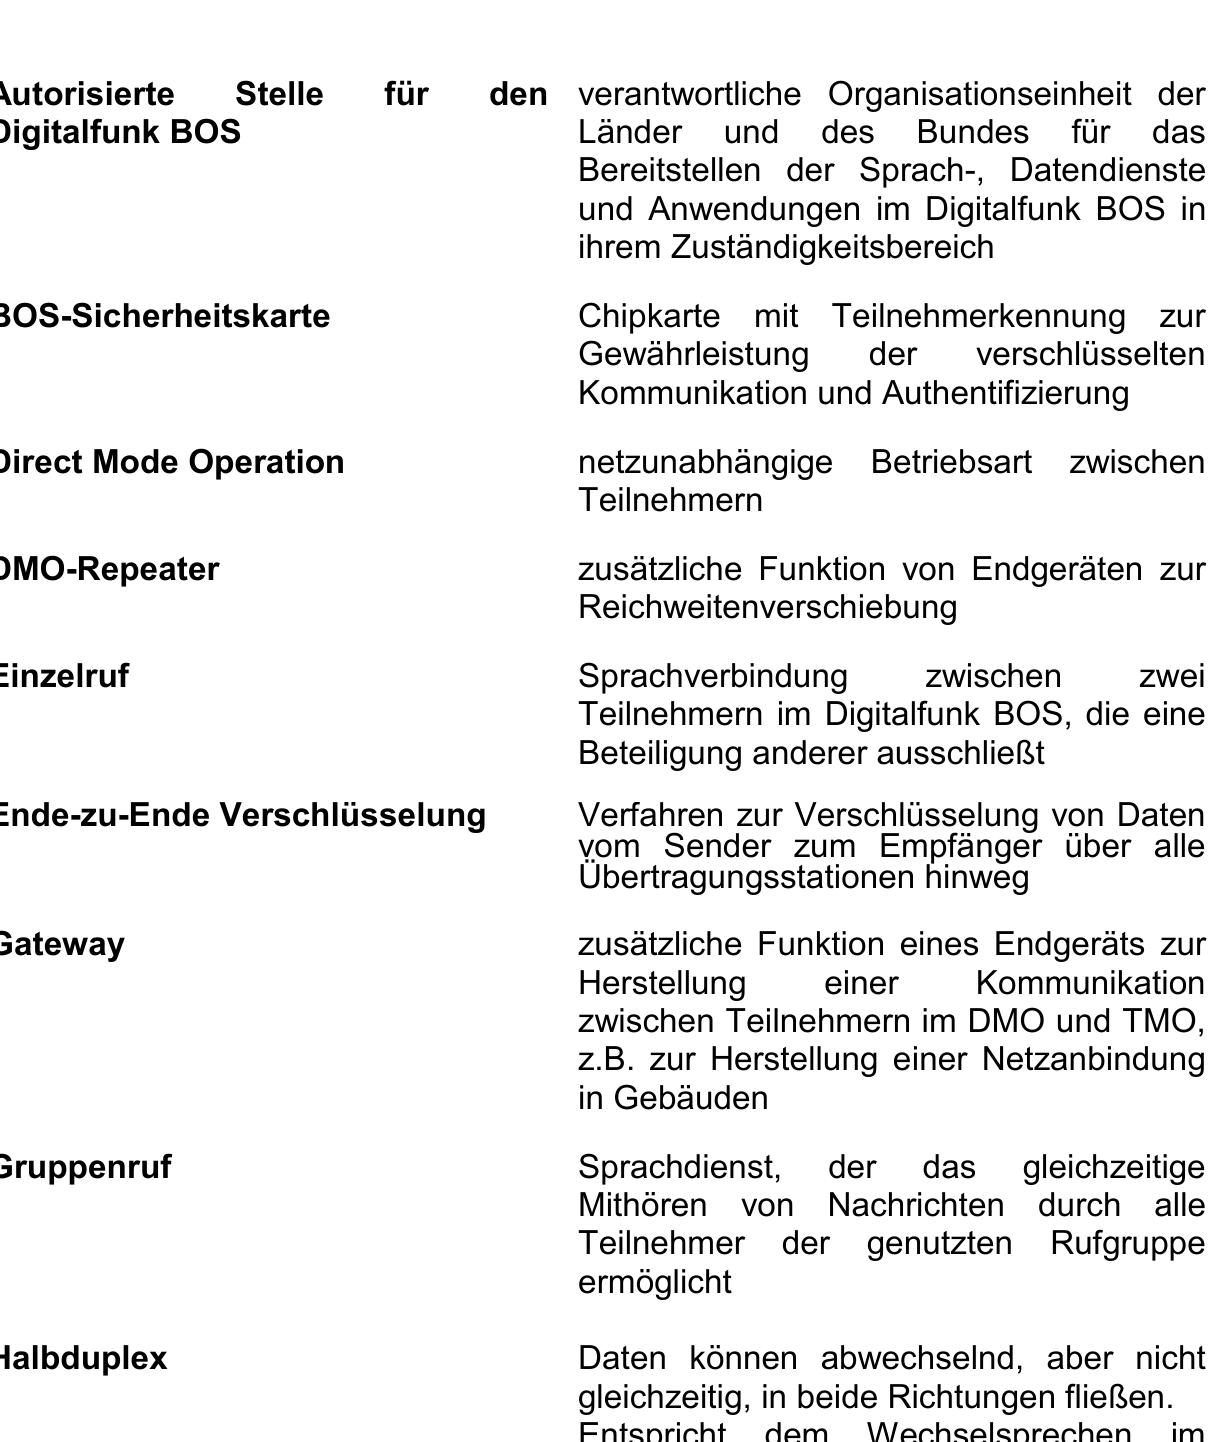 Autorisierte Stelle für den
Digitalfunk BOS
verantwortliche Organisationseinheit der
Länder und des Bundes für das
Bereitstellen der Sprach-, Datendienste
und Anwendungen im Digitalfunk BOS in
ihrem Zuständigkeitsbereich
BOS-Sicherheitskarte
Chipkarte mit Teilnehmerkennung zur
Gewährleistung der verschlüsselten
Kommunikation und Authentifizierung
Direct Mode Operation
netzunabhängige Betriebsart zwischen
Teilnehmern
DMO-Repeater
zusätzliche Funktion von Endgeräten zur
Reichweitenverschiebung
Einzelruf
Sprachverbindung zwischen zwei
Teilnehmern im Digitalfunk BOS, die eine
Beteiligung anderer ausschließt
Ende-zu-Ende Verschlüsselung
Verfahren zur Verschlüsselung von Daten
vom Sender zum Empfänger über alle
Übertragungsstationen hinweg
Gateway
zusätzliche Funktion eines Endgeräts zur
Herstellung einer Kommunikation
zwischen Teilnehmern im DMO und TMO,
z.B. zur Herstellung einer Netzanbindung
in Gebäuden
Gruppenruf
Sprachdienst, der das gleichzeitige
Mithören von Nachrichten durch alle
Teilnehmer der genutzten Rufgruppe
ermöglicht
Halbduplex
Daten können abwechselnd, aber nicht
gleichzeitig, in beide Richtungen fließen.
Entspricht dem Wechselsprechen im